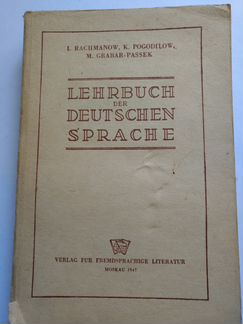 I. RACHMANOW, K. POGODILOW,
M. GRABAR-PASSEK
LEHRBUCH
DER
DEUTSCHEN
SPRACHE
VERLAG FÜR FREMDSPRACHIGE LITERATUR
MOSKAU 1947